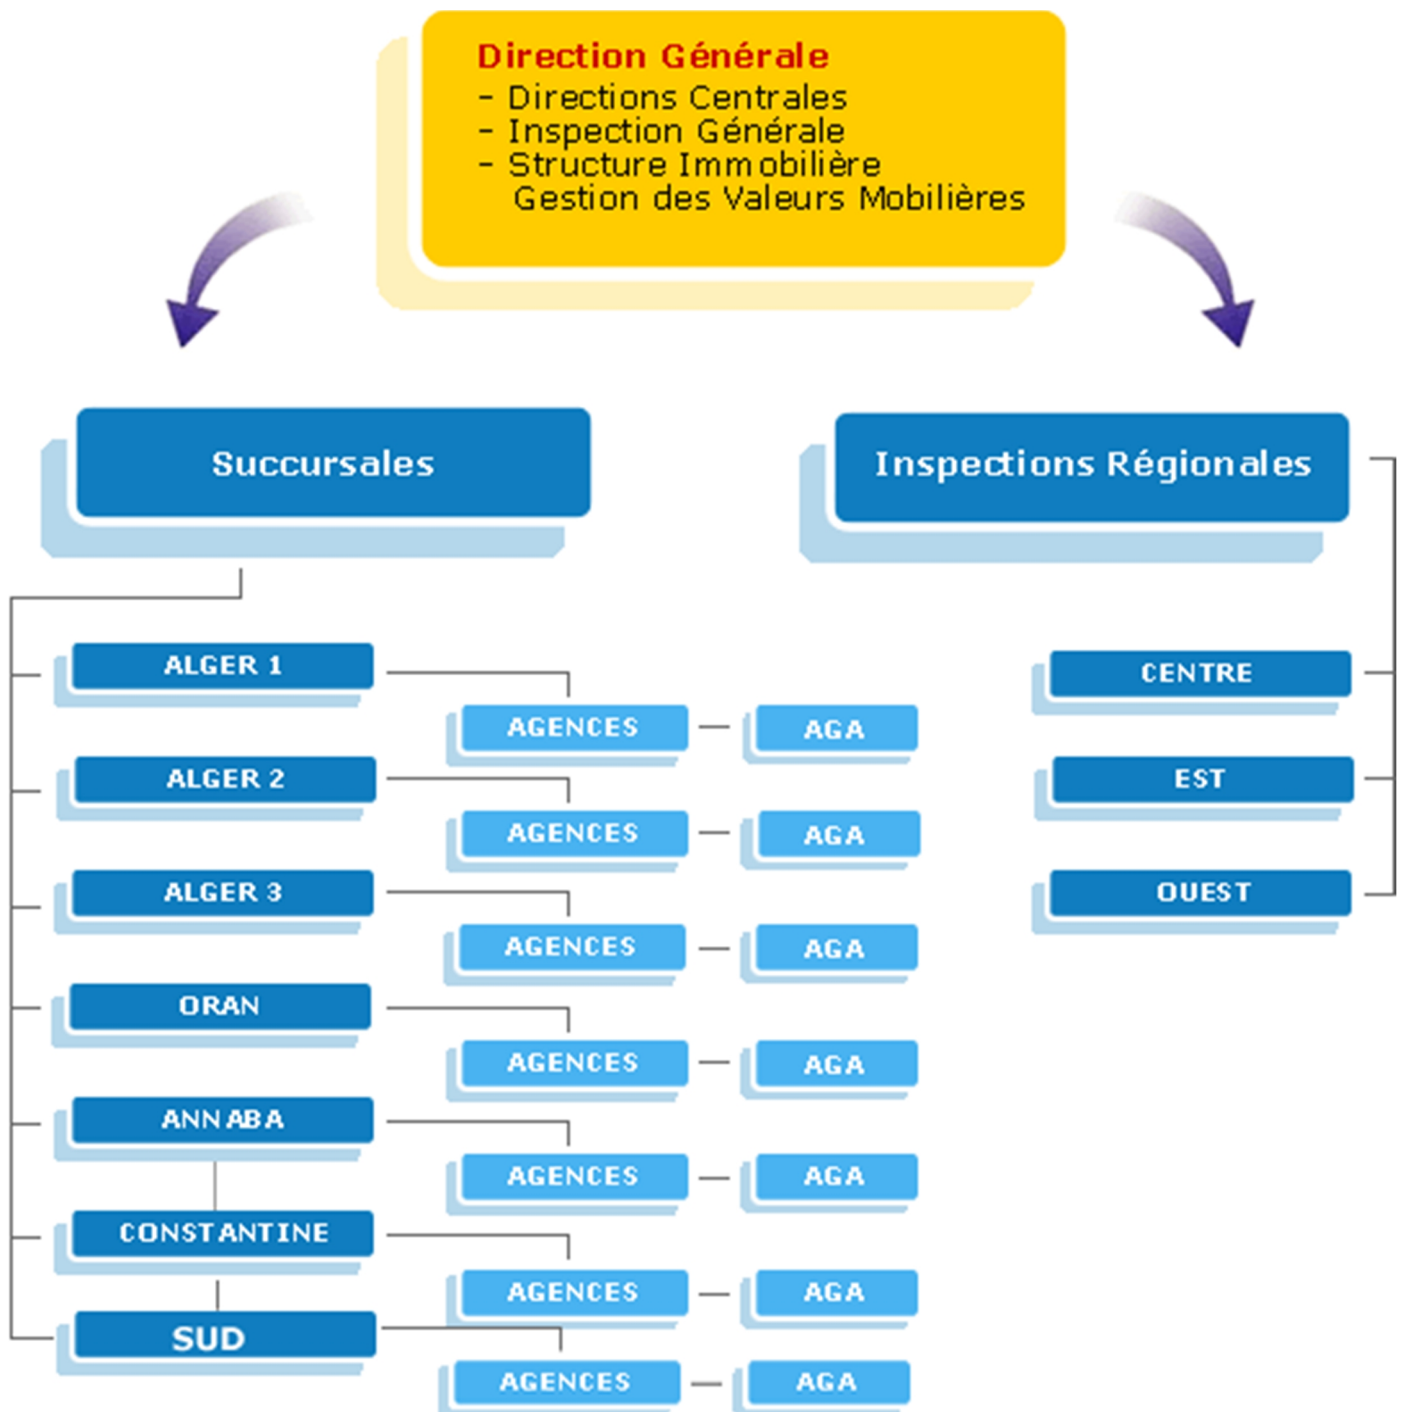 Direction Générale
- Directions Centrales
- Inspection Générale
- Structure Immobilière
Gestion des Valeurs Mobilières
Succursales
Inspections Régionales
ALGER 1
AGENCES
AGA
ALGER 2
AGENCES
AGA
ALGER 3
AGENCES
AGA
ORAN
AGENCES
AGA
ANNABA
AGENCES
AGA
CONSTANTINE
AGENCES
AGA
SUD
AGENCES
AGA
CENTRE
EST
OUEST